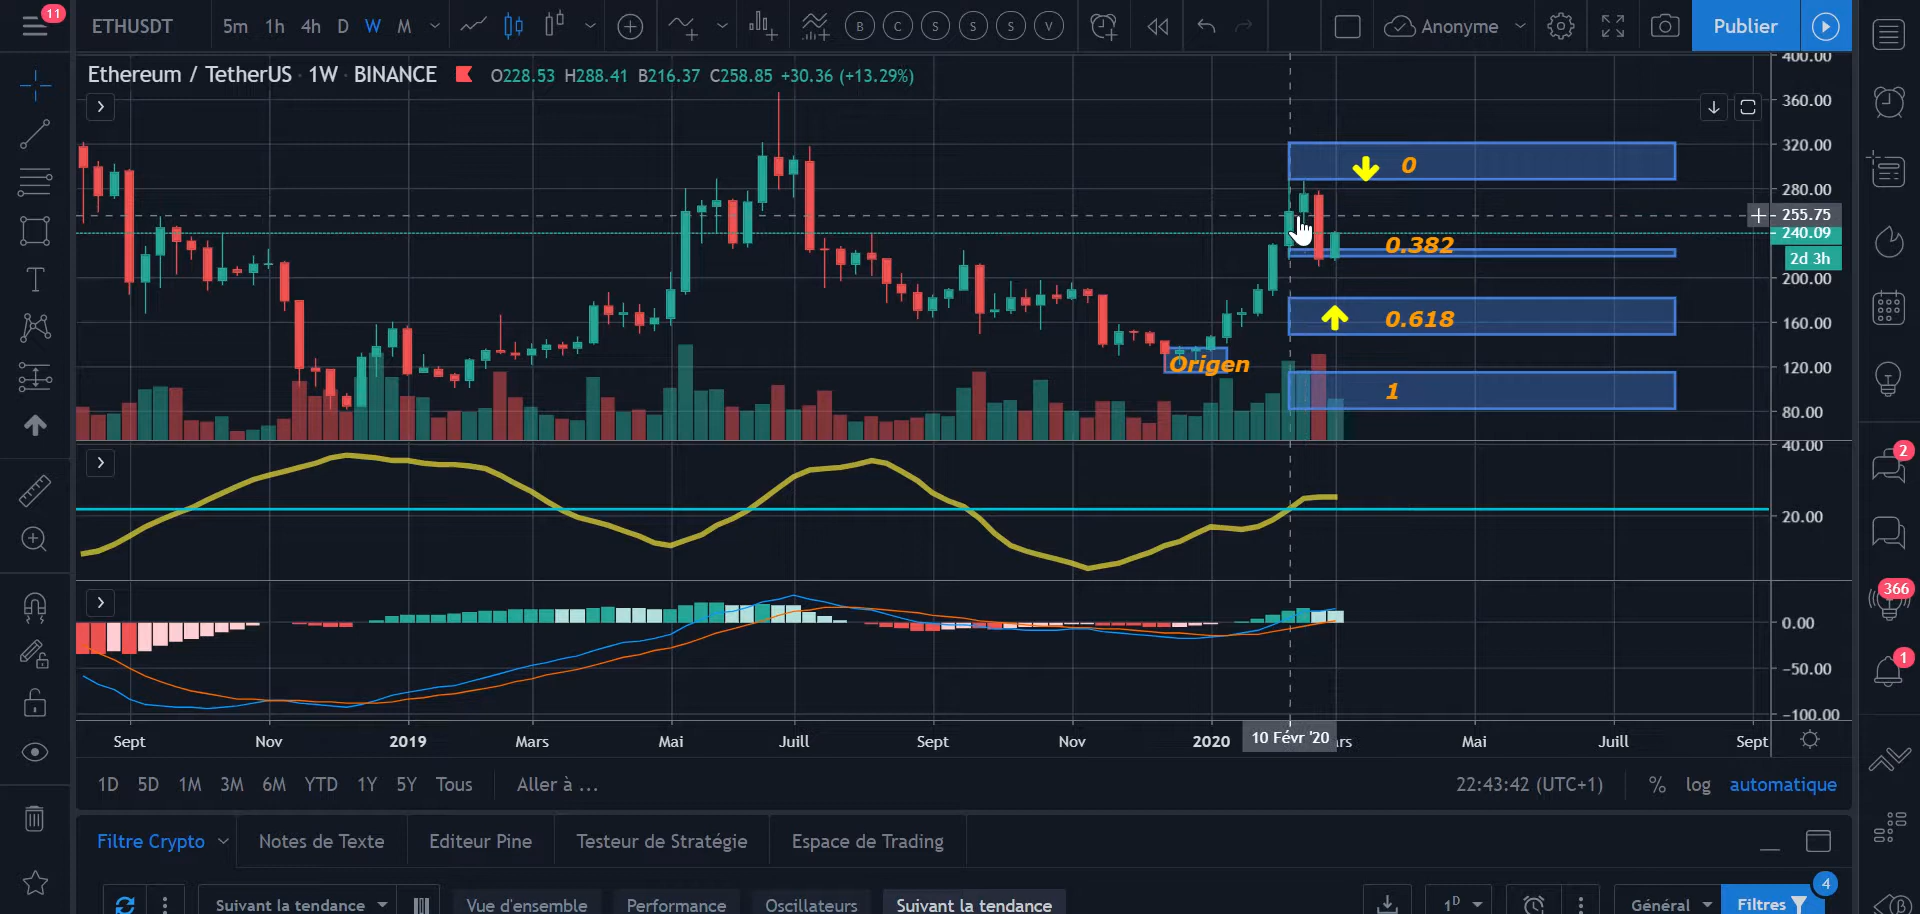 11
ETHUSDT
5m 1h 4h D W M
B C S S S V
Anonyme
Publier
Ethereum / TetherUS · 1W · BINANCE
O228.53 H288.41 B216.37 C258.85 +30.36 (+13.29%)
400.00
360.00
320.00
280.00
255.75
240.09
2d 3h
200.00
160.00
120.00
80.00
0
0.382
0.618
Origen
1
40.00
20.00
0.00
-50.00
-100.00
2
366
1
Sept Nov 2019 Mars Mai Juill Sept Nov 2020 10 Févr '20 rs Mai Juill Sept
1D 5D 1M 3M 6M YTD 1Y 5Y Tous Aller à ...
22:43:42 (UTC+1) % log automatique
Filtre Crypto Notes de Texte Editeur Pine Testeur de Stratégie Espace de Trading
4
Suivant la tendance Vue d'ensemble Performance Oscillateurs Suivant la tendance
1D Général Filtres